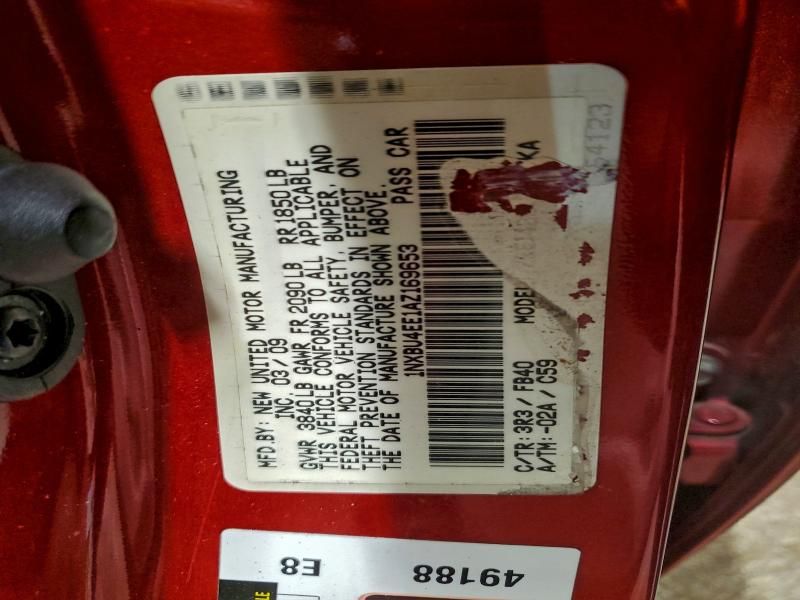 MFD.BY: NEW UNITED MOTOR MANUFACTURING
INC. 03/09
GVWR 3840LB GAWR FR 2090LB RR 1850LB
THIS VEHICLE CONFORMS TO ALL APPLICABLE
FEDERAL MOTOR VEHICLE SAFETY, BUMPER, AND
THEFT PREVENTION STANDARDS IN EFFECT ON
THE DATE OF MANUFACTURE SHOWN ABOVE.
1NXBU4EE1AZ169653 PASS CAR
C/TR: 3R3 / FB40 MODEL KA
A/TM: -02A / C59
54123
49188
E8